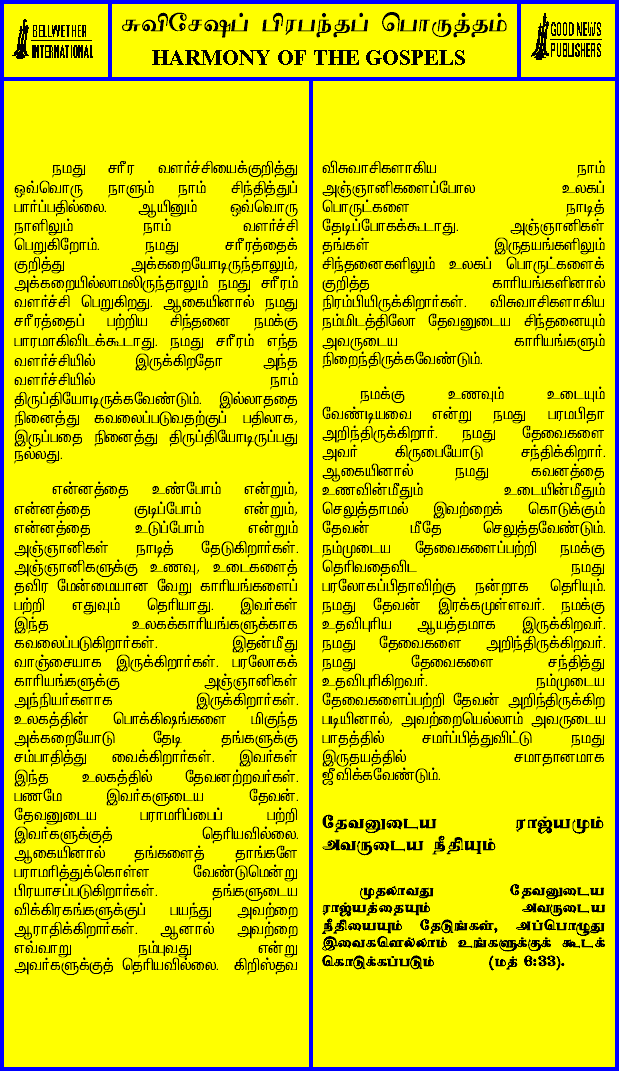 BELLWETHER
INTERNATIONAL
சுவிசேஷப் பிரபந்தப் பொருத்தம்
HARMONY OF THE GOSPELS
GOOD NEWS
PUBLISHERS
நமது சரீர வளர்ச்சியைக்குறித்து
ஒவ்வொரு நாளும் நாம் சிந்தித்துப்
பார்ப்பதில்லை. ஆயினும் ஒவ்வொரு
நாளிலும் நாம் வளர்ச்சி
பெறுகிறோம். நமது சரீரத்தைக்
குறித்து அக்கறையோடிருந்தாலும்,
அக்கறையில்லாமலிருந்தாலும் நமது சரீரம்
வளர்ச்சி பெறுகிறது. ஆகையினால் நமது
சரீரத்தைப் பற்றிய சிந்தனை நமக்கு
பாரமாகிவிடக்கூடாது. நமது சரீரம் எந்த
வளர்ச்சியில் இருக்கிறதோ அந்த
வளர்ச்சியில் நாம்
திருப்தியோடிருக்கவேண்டும். இல்லாததை
நினைத்து கவலைப்படுவதற்குப் பதிலாக,
இருப்பதை நினைத்து திருப்தியோடிருப்பது
நல்லது.
என்னத்தை உண்போம் என்றும்,
என்னத்தை குடிப்போம் என்றும்,
என்னத்தை உடுப்போம் என்றும்
அஞ்ஞானிகள் நாடித் தேடுகிறார்கள்.
அஞ்ஞானிகளுக்கு உணவு, உடைகளைத்
தவிர மேன்மையான வேறு காரியங்களைப்
பற்றி எதுவும் தெரியாது. இவர்கள்
இந்த உலகக்காரியங்களுக்காக
கவலைப்படுகிறார்கள். இதன்மீது
வாஞ்சையாக இருக்கிறார்கள். பரலோகக்
காரியங்களுக்கு அஞ்ஞானிகள்
அந்நியர்களாக இருக்கிறார்கள்.
உலகத்தின் பொக்கிஷங்களை மிகுந்த
அக்கறையோடு தேடி தங்களுக்கு
சம்பாதித்து வைக்கிறார்கள். இவர்கள்
இந்த உலகத்தில் தேவனற்றவர்கள்.
பணமே இவர்களுடைய தேவன்.
தேவனுடைய பராமரிப்பைப் பற்றி
இவர்களுக்குத் தெரியவில்லை.
ஆகையினால் தங்களைத் தாங்களே
பராமரித்துக்கொள்ள வேண்டுமென்று
பிரயாசப்படுகிறார்கள். தங்களுடைய
விக்கிரகங்களுக்குப் பயந்து அவற்றை
ஆராதிக்கிறார்கள். ஆனால் அவற்றை
எவ்வாறு நம்புவது என்று
அவர்களுக்குத் தெரியவில்லை. கிறிஸ்தவ
விசுவாசிகளாகிய நாம்
அஞ்ஞானிகளைப்போல உலகப்
பொருட்களை நாடித்
தேடிப்போகக்கூடாது. அஞ்ஞானிகள்
தங்கள் இருதயங்களிலும்
சிந்தனைகளிலும் உலகப் பொருட்களைக்
குறித்த காரியங்களினால்
நிரம்பியிருக்கிறார்கள். விசுவாசிகளாகிய
நம்மிடத்திலோ தேவனுடைய சிந்தனையும்
அவருடைய காரியங்களும்
நிறைந்திருக்கவேண்டும்.
நமக்கு உணவும் உடையும்
வேண்டியவை என்று நமது பரமபிதா
அறிந்திருக்கிறார். நமது தேவைகளை
அவர் கிருபையோடு சந்திக்கிறார்.
ஆகையினால் நமது கவனத்தை
உணவின்மீதும் உடையின்மீதும்
செலுத்தாமல் இவற்றைக் கொடுக்கும்
தேவன் மீதே செலுத்தவேண்டும்.
நம்முடைய தேவைகளைப்பற்றி நமக்கு
தெரிவதைவிட நமது
பரலோகப்பிதாவிற்கு நன்றாக தெரியும்.
நமது தேவன் இரக்கமுள்ளவர். நமக்கு
உதவிபுரிய ஆயத்தமாக இருக்கிறவர்.
நமது தேவைகளை அறிந்திருக்கிறவர்.
நமது தேவைகளை சந்தித்து
உதவிபுரிகிறவர். நம்முடைய
தேவைகளைப்பற்றி தேவன் அறிந்திருக்கிற
படியினால், அவற்றையெல்லாம் அவருடைய
பாதத்தில் சமர்ப்பித்துவிட்டு நமது
இருதயத்தில் சமாதானமாக
ஜீவிக்கவேண்டும்.
தேவனுடைய ராஜ்யமும்
அவருடைய நீதியும்
முதலாவது தேவனுடைய
ராஜ்யத்தையும் அவருடைய
நீதியையும் தேடுங்கள், அப்பொழுது
இவைகளெல்லாம் உங்களுக்குக் கூடக்
கொடுக்கப்படும் (மத் 6:33).